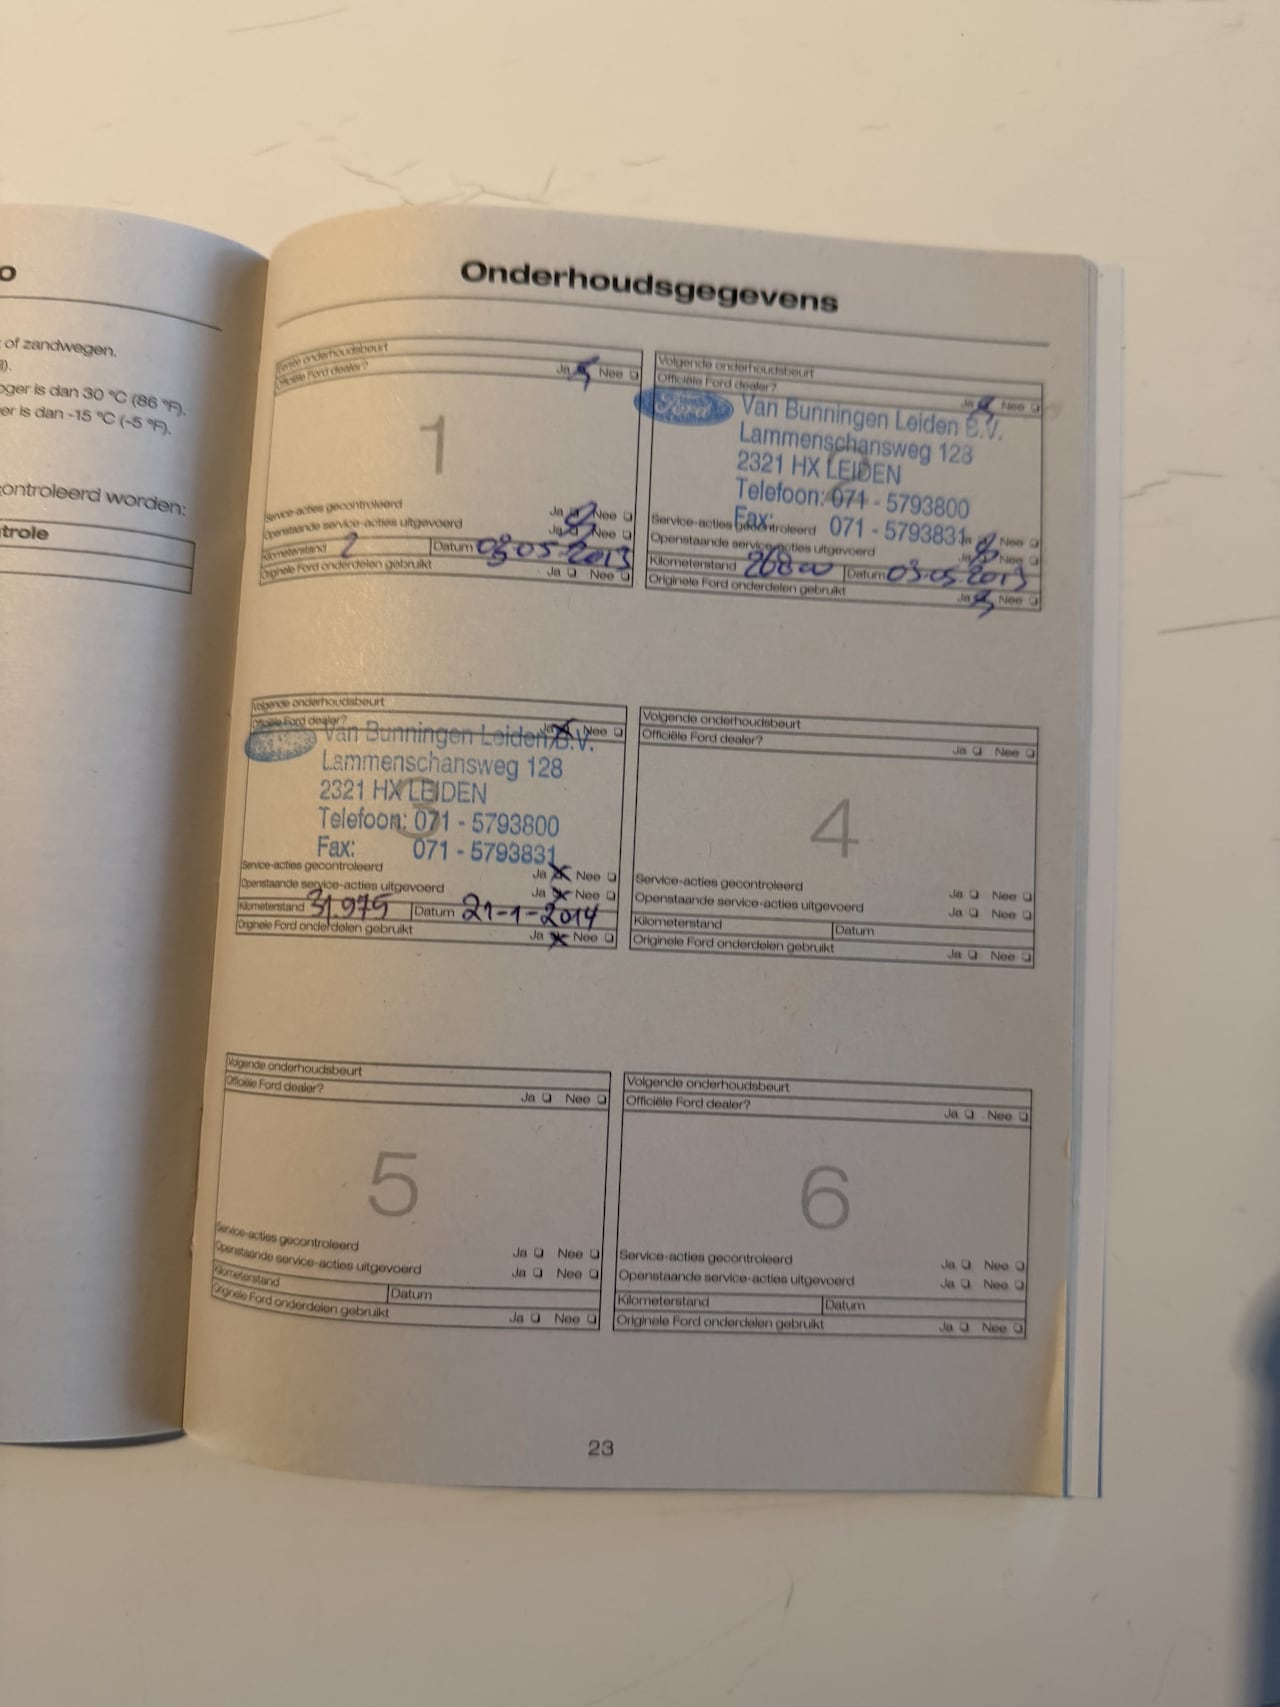 o
of zandwegen.
l).
oger is dan 30 °C (86 °F).
er is dan -15 °C (-5 °F).
controleerd worden:
trole
Onderhoudsgegevens
Eerste onderhoudsbeurt
Officiële Ford dealer?
Ja Nee
1
Service-acties gecontroleerd
Ja Nee
Openstaande service-acties uitgevoerd
Ja Nee
Kilometerstand 2 Datum 03-05-2013
Originele Ford onderdelen gebruikt
Ja Nee
Volgende onderhoudsbeurt
Officiële Ford dealer?
Ja Nee
Ford
Van Bunningen Leiden B.V.
Lammenschansweg 128
2321 HX LEIDEN
Telefoon: 071 - 5793800
Fax: 071 - 5793831
Service-acties gecontroleerd
Ja Nee
Openstaande service-acties uitgevoerd
Ja Nee
Kilometerstand 26800 Datum 03-05-2013
Originele Ford onderdelen gebruikt
Ja Nee
Volgende onderhoudsbeurt
Officiële Ford dealer?
Ja Nee
Van Bunningen Leiden B.V.
Lammenschansweg 128
2321 HX LEIDEN
Telefoon: 071 - 5793800
Fax: 071 - 5793831
Service-acties gecontroleerd
Ja Nee
Openstaande service-acties uitgevoerd
Ja Nee
Kilometerstand 31.975 Datum 21-1-2014
Originele Ford onderdelen gebruikt
Ja Nee
Volgende onderhoudsbeurt
Officiële Ford dealer?
Ja Nee
4
Service-acties gecontroleerd
Ja Nee
Openstaande service-acties uitgevoerd
Ja Nee
Kilometerstand Datum
Originele Ford onderdelen gebruikt
Ja Nee
Volgende onderhoudsbeurt
Officiële Ford dealer?
Ja Nee
5
Service-acties gecontroleerd
Ja Nee
Openstaande service-acties uitgevoerd
Ja Nee
Kilometerstand Datum
Originele Ford onderdelen gebruikt
Ja Nee
Volgende onderhoudsbeurt
Officiële Ford dealer?
Ja Nee
6
Service-acties gecontroleerd
Ja Nee
Openstaande service-acties uitgevoerd
Ja Nee
Kilometerstand Datum
Originele Ford onderdelen gebruikt
Ja Nee
23